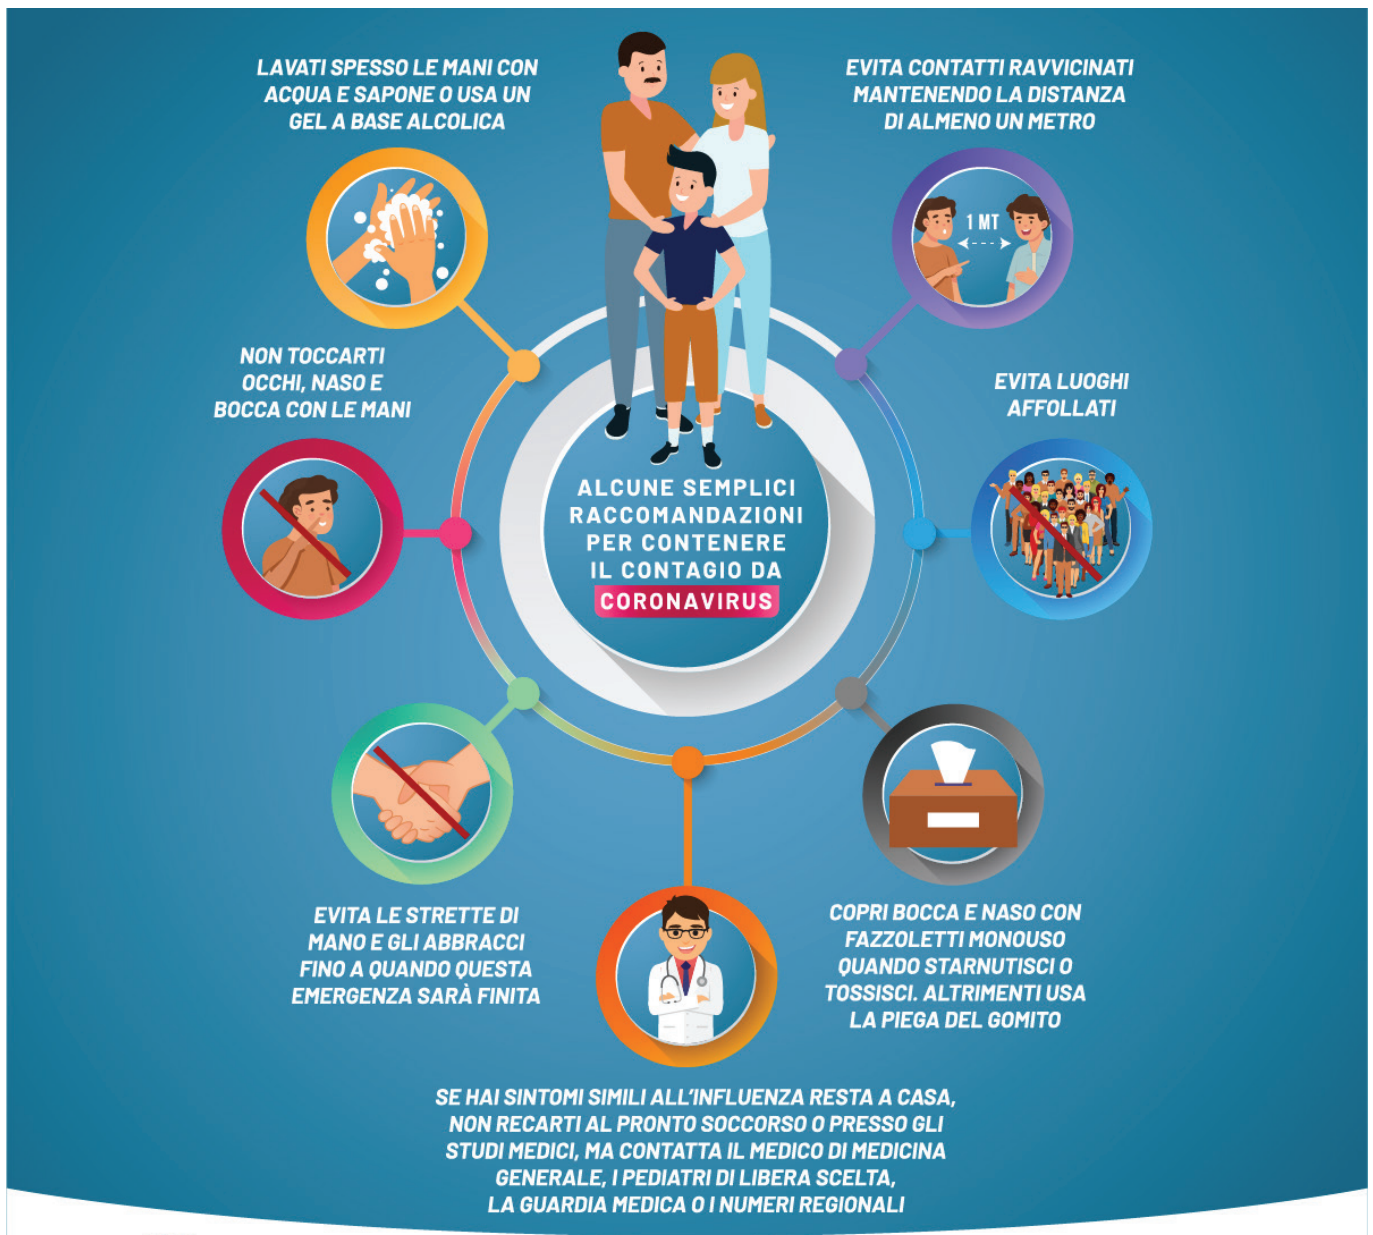 LAVATI SPESSO LE MANI CON
ACQUA E SAPONE O USA UN
GEL A BASE ALCOLICA
EVITA CONTATTI RAVVICINATI
MANTENENDO LA DISTANZA
DI ALMENO UN METRO
1 MT
NON TOCCARTI
OCCHI, NASO E
BOCCA CON LE MANI
EVITA LUOGHI
AFFOLLATI
ALCUNE SEMPLICI
RACCOMANDAZIONI
PER CONTENERE
IL CONTAGIO DA
CORONAVIRUS
EVITA LE STRETTE DI
MANO E GLI ABBRACCI
FINO A QUANDO QUESTA
EMERGENZA SARÀ FINITA
COPRI BOCCA E NASO CON
FAZZOLETTI MONOUSO
QUANDO STARNUTISCI O
TOSSISCI. ALTRIMENTI USA
LA PIEGA DEL GOMITO
SE HAI SINTOMI SIMILI ALL'INFLUENZA RESTA A CASA,
NON RECARTI AL PRONTO SOCCORSO O PRESSO GLI
STUDI MEDICI, MA CONTATTA IL MEDICO DI MEDICINA
GENERALE, I PEDIATRI DI LIBERA SCELTA,
LA GUARDIA MEDICA O I NUMERI REGIONALI